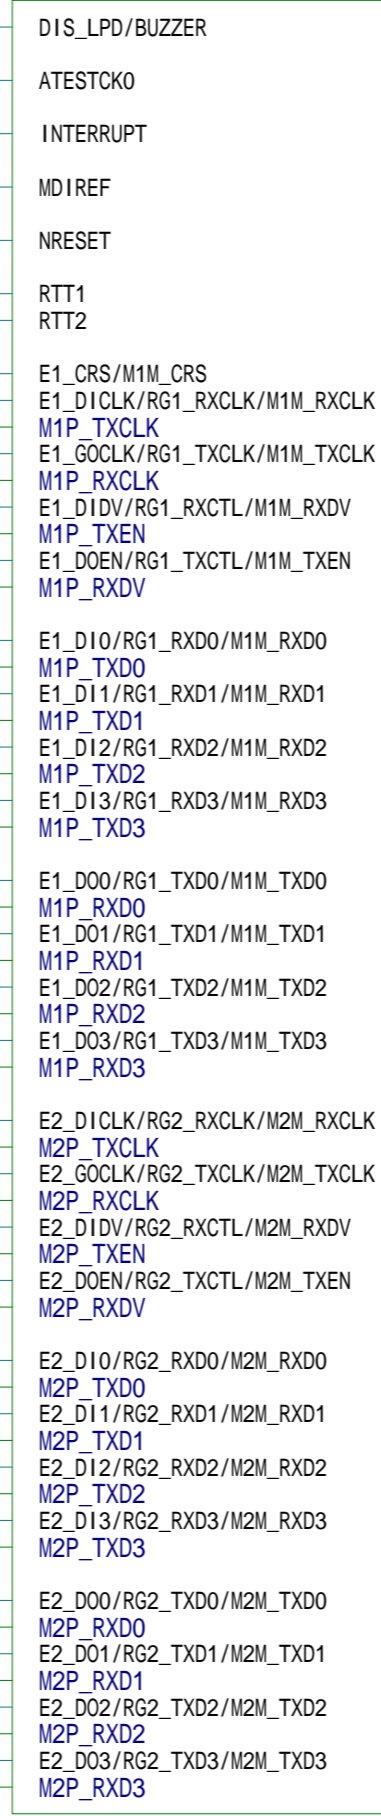 DIS_LPD/BUZZER
ATESTCK0
INTERRUPT
MDIREF
NRESET
RTT1
RTT2
E1_CRS/M1M_CRS
E1_DICLK/RG1_RXCLK/M1M_RXCLK
M1P_TXCLK
E1_GOCLK/RG1_TXCLK/M1M_TXCLK
M1P_RXCLK
E1_DIDV/RG1_RXCTL/M1M_RXDV
M1P_TXEN
E1_DOEN/RG1_TXCTL/M1M_TXEN
M1P_RXDV
E1_DI0/RG1_RXD0/M1M_RXD0
M1P_TXD0
E1_DI1/RG1_RXD1/M1M_RXD1
M1P_TXD1
E1_DI2/RG1_RXD2/M1M_RXD2
M1P_TXD2
E1_DI3/RG1_RXD3/M1M_RXD3
M1P_TXD3
E1_DO0/RG1_TXD0/M1M_TXD0
M1P_RXD0
E1_DO1/RG1_TXD1/M1M_TXD1
M1P_RXD1
E1_DO2/RG1_TXD2/M1M_TXD2
M1P_RXD2
E1_DO3/RG1_TXD3/M1M_TXD3
M1P_RXD3
E2_DICLK/RG2_RXCLK/M2M_RXCLK
M2P_TXCLK
E2_GOCLK/RG2_TXCLK/M2M_TXCLK
M2P_RXCLK
E2_DIDV/RG2_RXCTL/M2M_RXDV
M2P_TXEN
E2_DOEN/RG2_TXCTL/M2M_TXEN
M2P_RXDV
E2_DI0/RG2_RXD0/M2M_RXD0
M2P_TXD0
E2_DI1/RG2_RXD1/M2M_RXD1
M2P_TXD1
E2_DI2/RG2_RXD2/M2M_RXD2
M2P_TXD2
E2_DI3/RG2_RXD3/M2M_RXD3
M2P_TXD3
E2_DO0/RG2_TXD0/M2M_TXD0
M2P_RXD0
E2_DO1/RG2_TXD1/M2M_TXD1
M2P_RXD1
E2_DO2/RG2_TXD2/M2M_TXD2
M2P_RXD2
E2_DO3/RG2_TXD3/M2M_TXD3
M2P_RXD3